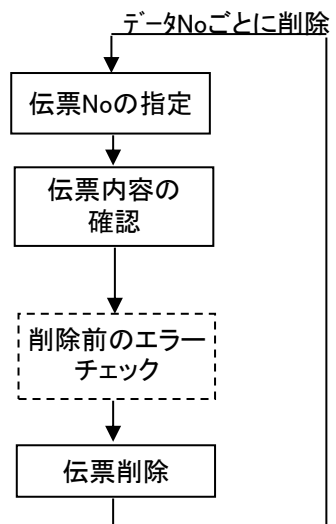 ﾃﾞｰﾀNoごとに削除
伝票Noの指定
伝票内容の
確認
削除前のエラー
チェック
伝票削除